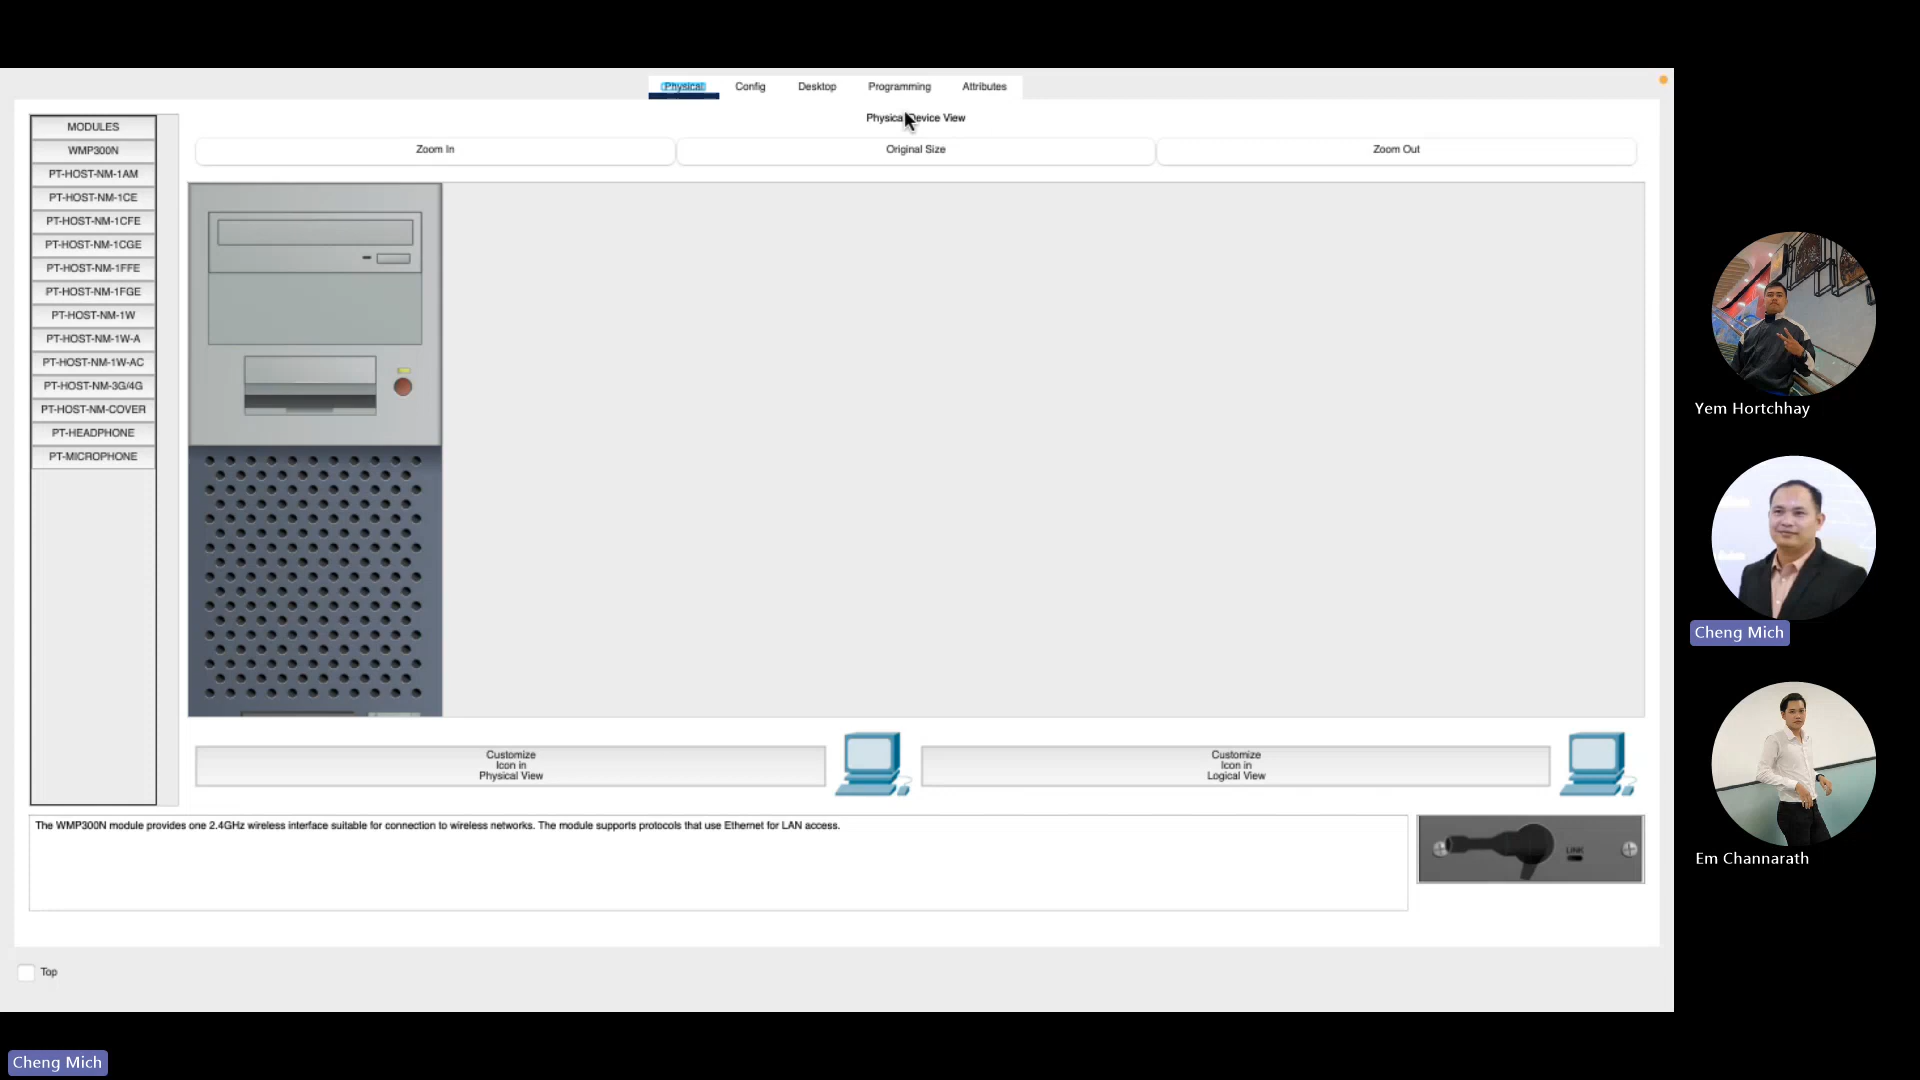 Physical
Config
Desktop
Programming
Attributes
Physical Device View
MODULES
WMP300N
PT-HOST-NM-1AM
PT-HOST-NM-1CE
PT-HOST-NM-1CFE
PT-HOST-NM-1CGE
PT-HOST-NM-1FFE
PT-HOST-NM-1FGE
PT-HOST-NM-1W
PT-HOST-NM-1W-A
PT-HOST-NM-1W-AC
PT-HOST-NM-3G/4G
PT-HOST-NM-COVER
PT-HEADPHONE
PT-MICROPHONE
Zoom In
Original Size
Zoom Out
Customize
Icon in
Physical View
Customize
Icon in
Logical View
The WMP300N module provides one 2.4GHz wireless interface suitable for connection to wireless networks. The module supports protocols that use Ethernet for LAN access.
LINK
Top
Yem Hortchhay
Cheng Mich
Em Channarath
Cheng Mich